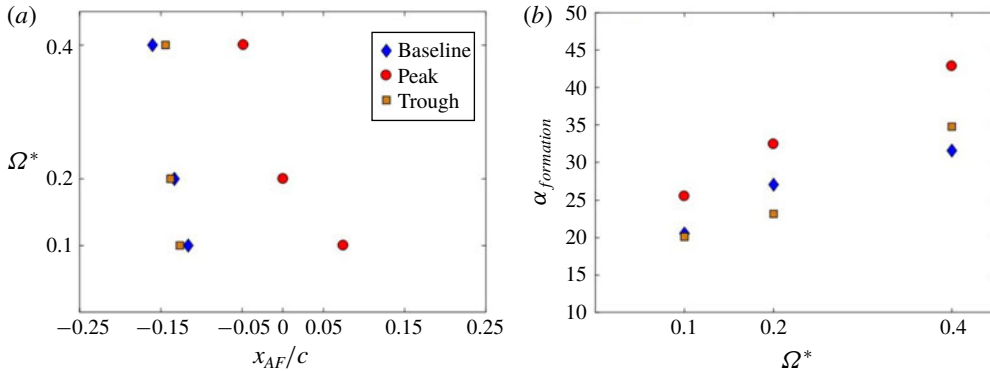 (a)
0.4
0.2
0.1
Ω*
−0.25
−0.15
−0.05
0
0.05
0.15
0.25
x_AF/c
Baseline
Peak
Trough
(b)
50
45
40
35
30
25
20
15
10
α_formation
0.1
0.2
0.4
Ω*